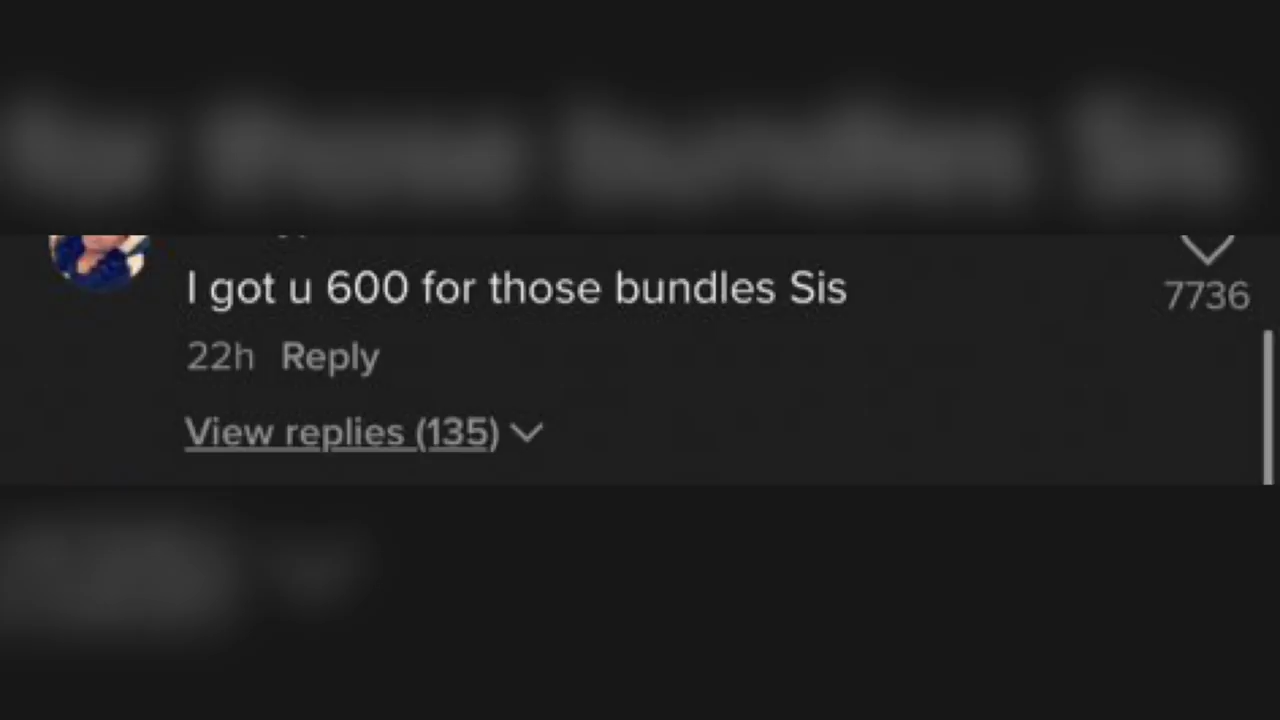 I got u 600 for those bundles Sis
7736
22h Reply
View replies (135)